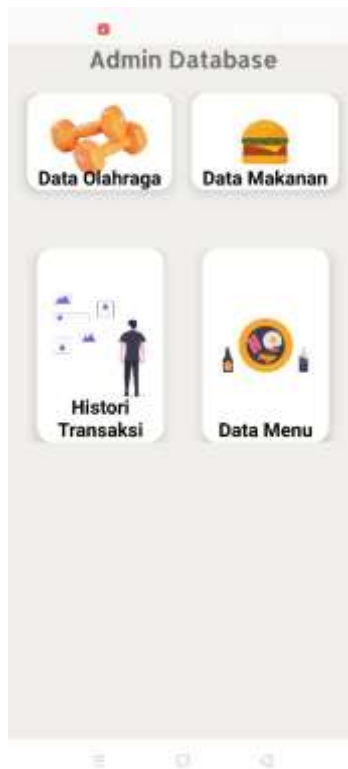 Admin Database
Data Olahraga
Data Makanan
Histori
Transaksi
Data Menu